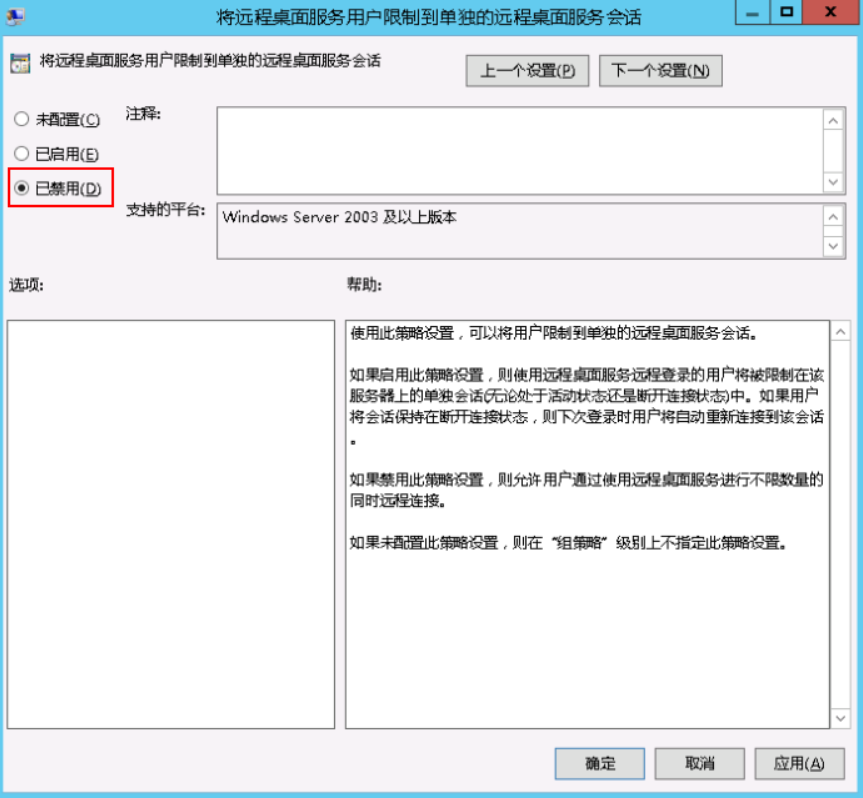 将远程桌面服务用户限制到单独的远程桌面服务会话
将远程桌面服务用户限制到单独的远程桌面服务会话
上一个设置(P)
下一个设置(N)
未配置(C)
注释:
已启用(E)
已禁用(D)
支持的平台:
Windows Server 2003 及以上版本
选项:
帮助:
使用此策略设置，可以将用户限制到单独的远程桌面服务会话。
如果启用此策略设置，则使用远程桌面服务远程登录的用户将被限制在该
服务器上的单独会话(无论处于活动状态还是断开连接状态)中。如果用户
将会话保持在断开连接状态，则下次登录时用户将自动重新连接到该会话
。
如果禁用此策略设置，则允许用户通过使用远程桌面服务进行不限数量的
同时远程连接。
如果未配置此策略设置，则在“组策略”级别上不指定此策略设置。
确定
取消
应用(A)